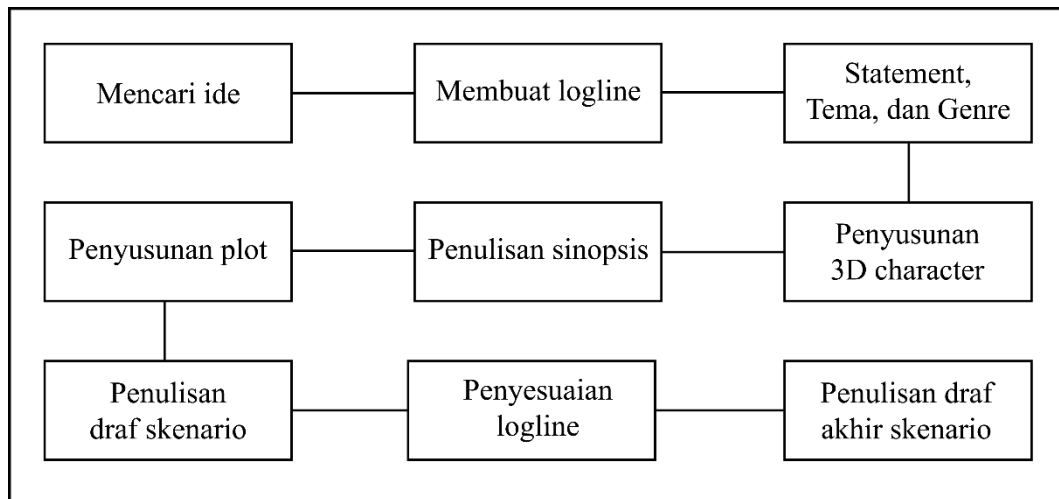 Mencari ide
Membuat logline
Statement,
Tema, dan Genre
Penyusunan plot
Penulisan sinopsis
Penyusunan
3D character
Penulisan
draf skenario
Penyesuaian
logline
Penulisan draf
akhir skenario